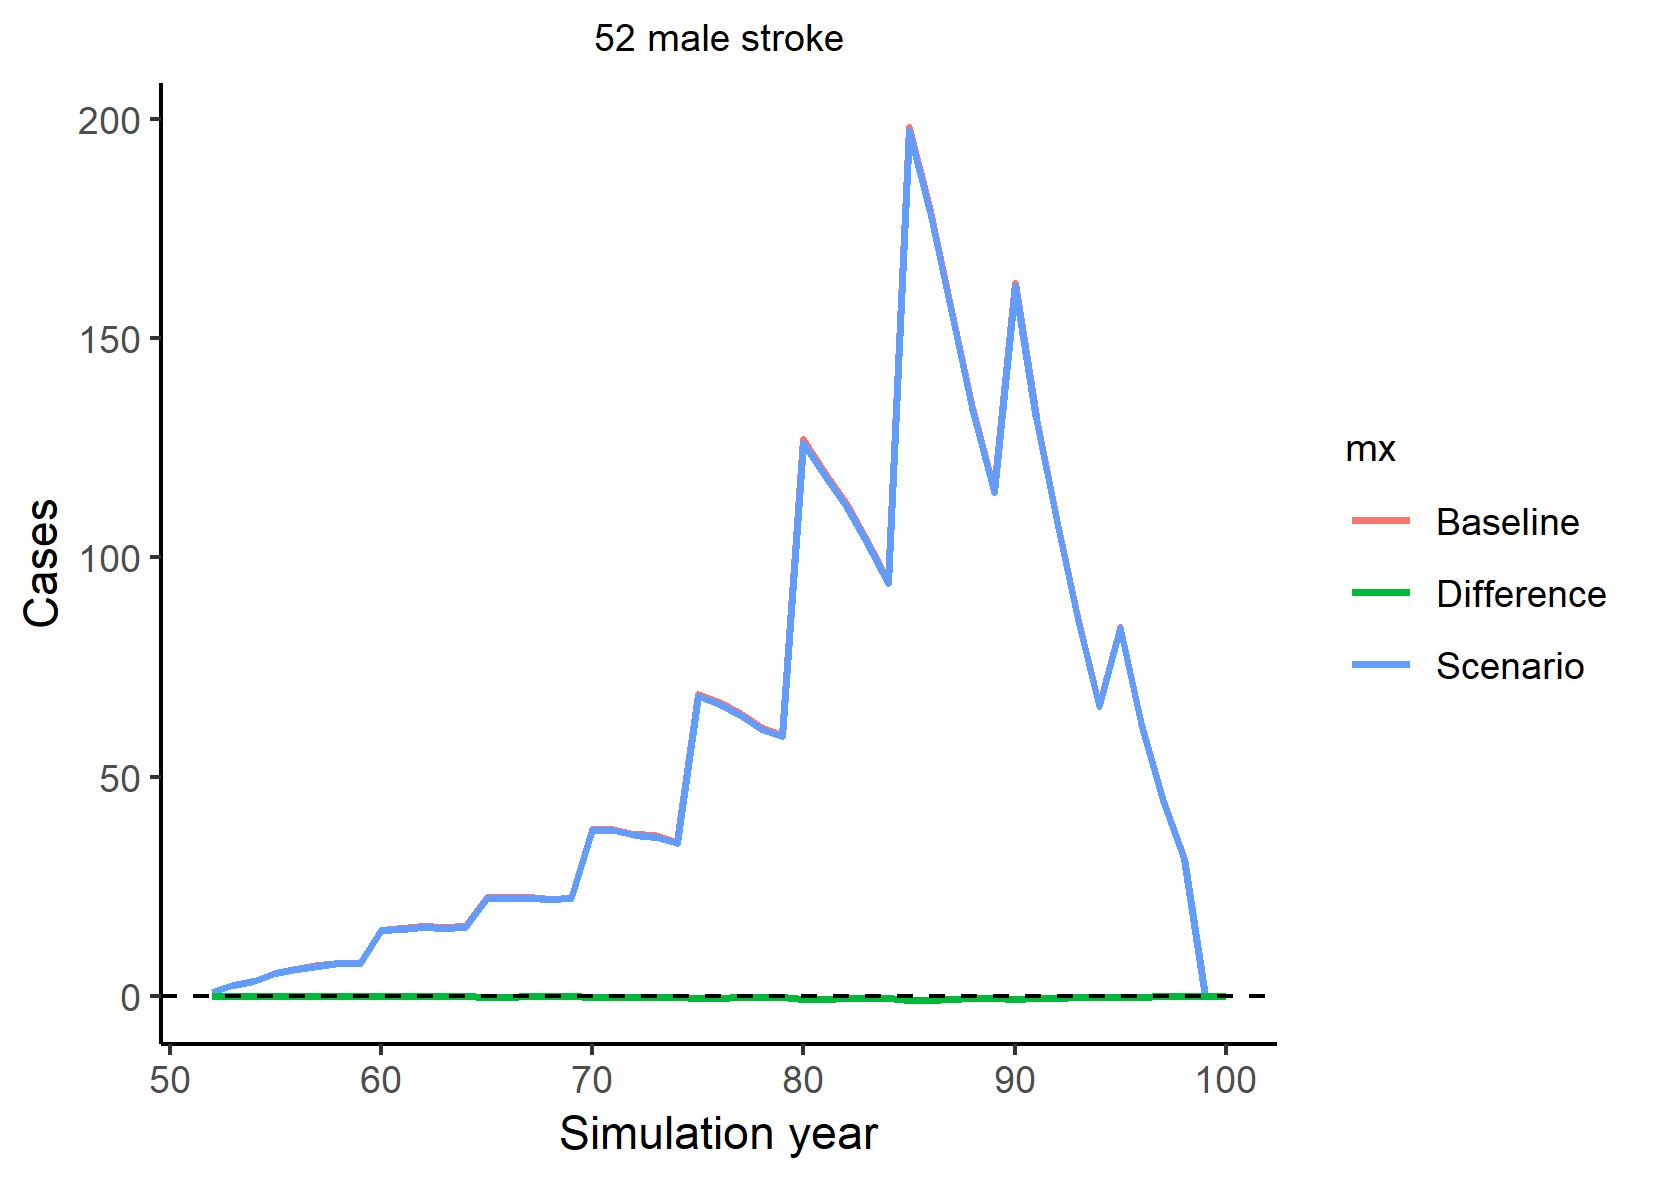 52 male stroke
200
150
100
50
0
Cases
50 60 70 80 90 100
Simulation year
mx
Baseline
Difference
Scenario